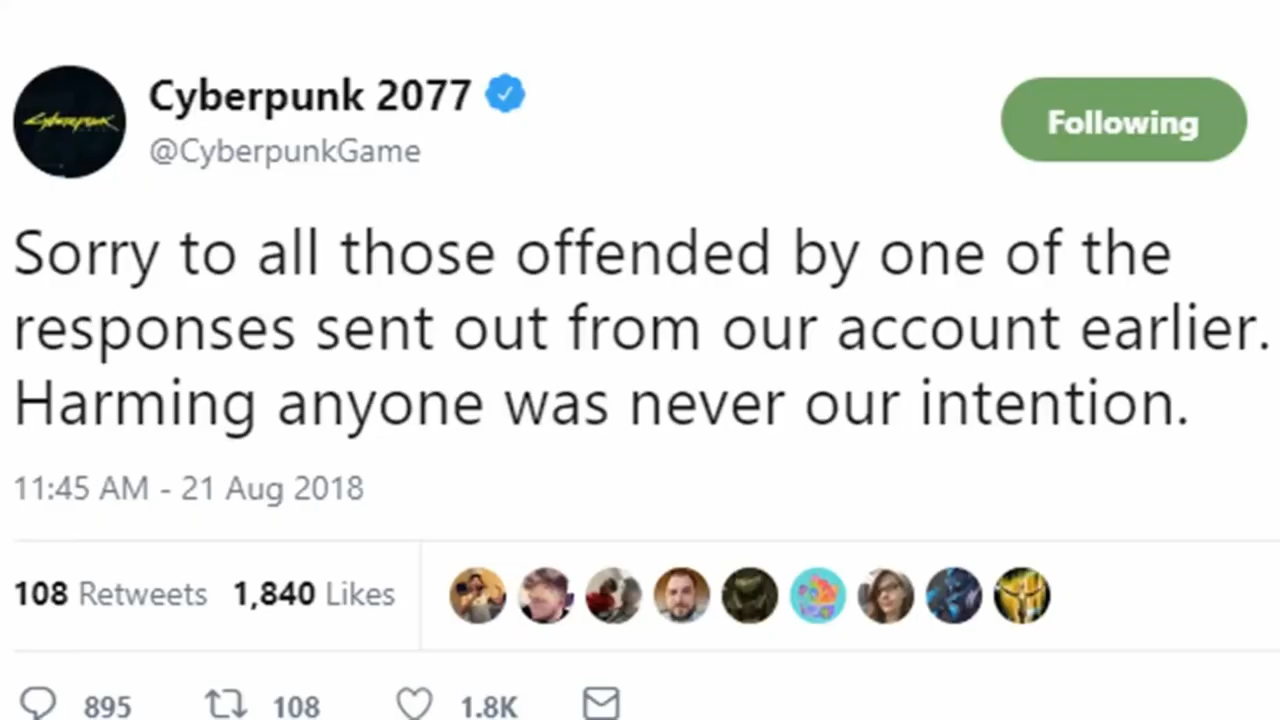 Cyberpunk 2077
@CyberpunkGame
Following
Sorry to all those offended by one of the
responses sent out from our account earlier.
Harming anyone was never our intention.
11:45 AM - 21 Aug 2018
108 Retweets 1,840 Likes
895 108 1.8K